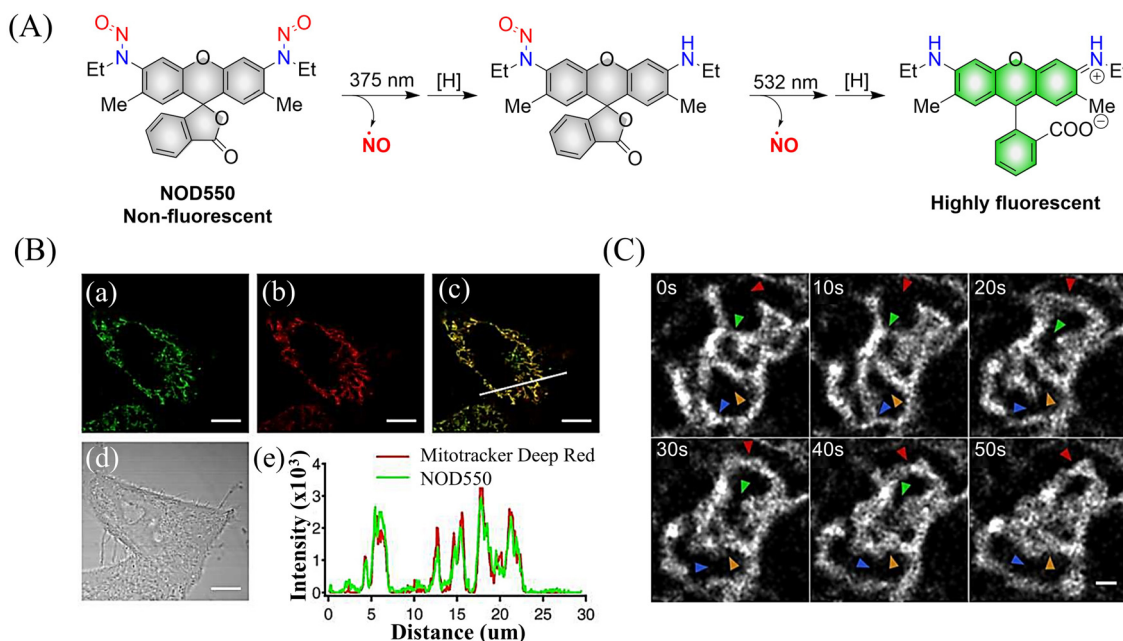 (A)
O
N
N
Et
O
O
N
N
Et
Me
Me
O
O
NOD550
Non-fluorescent
375 nm
[H]
NO
O
N
N
Et
O
H
N
Et
Me
Me
O
O
532 nm
[H]
NO
H
N
Et
O
H
N
+
Et
Me
Me
COO⊖
Highly fluorescent
(B)
(a)
(b)
(c)
(d)
(e)
Intensity (x10³)
4
3
2
1
0
Mitotracker Deep Red
NOD550
0 5 10 15 20 25 30
Distance (um)
(C)
0s
10s
20s
30s
40s
50s